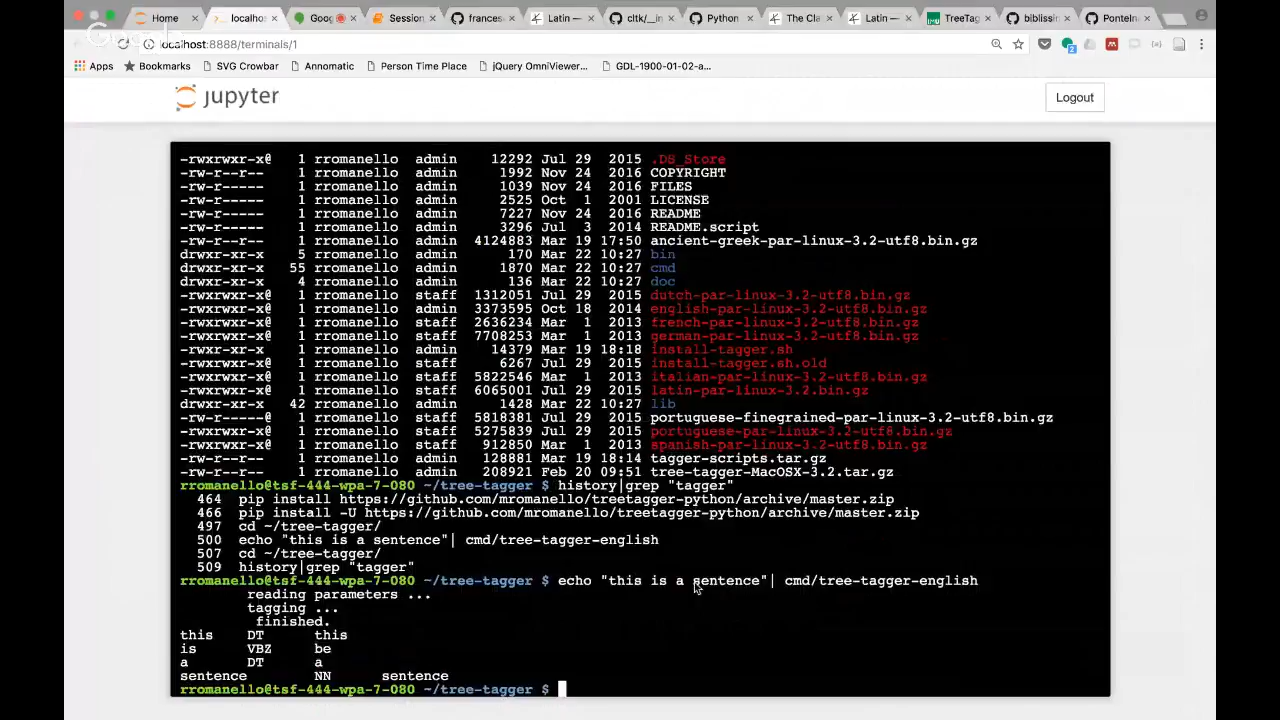 Home
localhos
Goog
Session
frances
Latin —
cltk/__in
Python
The Cla
Latin —
TreeTag
biblissin
PonteIn
Google
localhost:8888/terminals/1
Apps
Bookmarks
SVG Crowbar
Annomatic
Person Time Place
jQuery OmniViewer...
GDL-1900-01-02-a...
jupyter
Logout
-rwxrwxr-x@ 1 rromanello admin 12292 Jul 29 2015 .DS_Store
-rw-r--r-- 1 rromanello admin 1992 Nov 24 2016 COPYRIGHT
-rw-r----- 1 rromanello admin 1039 Nov 24 2016 FILES
-rw-r--r-- 1 rromanello admin 2525 Oct 1 2001 LICENSE
-rw-r--r-- 1 rromanello admin 7227 Nov 24 2016 README
-rw-r--r-- 1 rromanello admin 3296 Jul 3 2014 README.script
-rw-r--r-- 1 rromanello admin 4124883 Mar 19 17:50 ancient-greek-par-linux-3.2-utf8.bin.gz
drwxr-xr-x 5 rromanello admin 170 Mar 22 10:27 bin
drwxr-xr-x 55 rromanello admin 1870 Mar 22 10:27 cmd
drwxr-xr-x 4 rromanello admin 136 Mar 22 10:27 doc
-rwxrwxr-x@ 1 rromanello staff 1312051 Jul 29 2015 dutch-par-linux-3.2-utf8.bin.gz
-rwxrwxr-x@ 1 rromanello staff 3373595 Oct 18 2014 english-par-linux-3.2-utf8.bin.gz
-rwxrwxr-x@ 1 rromanello staff 2636234 Mar 1 2013 french-par-linux-3.2-utf8.bin.gz
-rwxrwxr-x@ 1 rromanello staff 7708253 Mar 1 2013 german-par-linux-3.2-utf8.bin.gz
-rwxrwxr-x 1 rromanello admin 14379 Mar 19 18:18 install-tagger.sh
-rwxrwxr-x@ 1 rromanello staff 6267 Jul 29 2015 install-tagger.sh.old
-rwxrwxr-x@ 1 rromanello admin 5822546 Mar 1 2013 italian-par-linux-3.2-utf8.bin.gz
-rwxrwxr-x@ 1 rromanello staff 6065001 Jul 29 2015 latin-par-linux-3.2-utf8.bin.gz
drwxr-xr-x 42 rromanello admin 1428 Mar 22 10:27 lib
-rw-r-----@ 1 rromanello staff 5818381 Jul 29 2015 portuguese-finegrained-par-linux-3.2-utf8.bin.gz
-rwxrwxr-x@ 1 rromanello staff 5275839 Jul 29 2015 portuguese-par-linux-3.2-utf8.bin.gz
-rwxrwxr-x@ 1 rromanello staff 912850 Mar 1 2013 spanish-par-linux-3.2-utf8.bin.gz
-rw-r--r-- 1 rromanello admin 128881 Mar 19 18:14 tagger-scripts.tar.gz
-rw-r--r--@ 1 rromanello admin 208921 Feb 20 09:51 tree-tagger-MacOSX-3.2.tar.gz
rromanello@tsf-444-wpa-7-080 ~/tree-tagger $ history|grep "tagger"
464 pip install https://github.com/mromanello/treetagger-python/archive/master.zip
466 pip install -U https://github.com/mromanello/treetagger-python/archive/master.zip
497 cd ~/tree-tagger/
500 echo "this is a sentence"| cmd/tree-tagger-english
507 cd ~/tree-tagger/
509 history|grep "tagger"
rromanello@tsf-444-wpa-7-080 ~/tree-tagger $ echo "this is a sentence"| cmd/tree-tagger-english
reading parameters ...
tagging ...
finished.
this DT this
is VBZ be
a DT a
sentence NN sentence
rromanello@tsf-444-wpa-7-080 ~/tree-tagger $